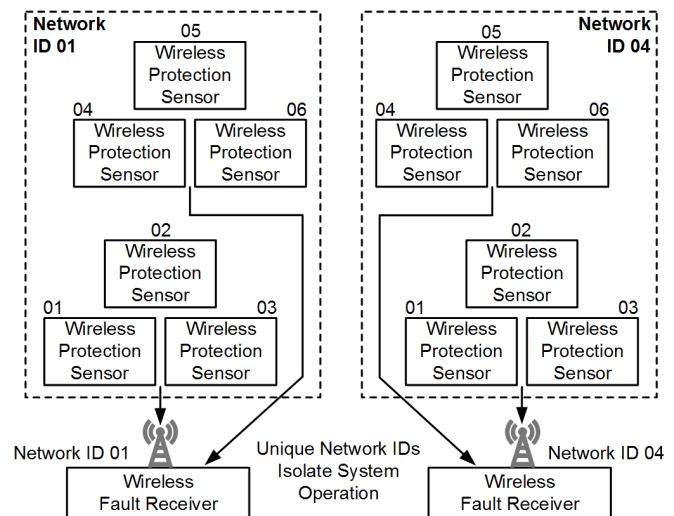 Network
ID 01
05
Wireless
Protection
Sensor
04
Wireless
Protection
Sensor
06
Wireless
Protection
Sensor
02
Wireless
Protection
Sensor
01
Wireless
Protection
Sensor
03
Wireless
Protection
Sensor
Network ID 01
Wireless
Fault Receiver
Unique Network IDs
Isolate System
Operation
Network
ID 04
05
Wireless
Protection
Sensor
04
Wireless
Protection
Sensor
06
Wireless
Protection
Sensor
02
Wireless
Protection
Sensor
01
Wireless
Protection
Sensor
03
Wireless
Protection
Sensor
Network ID 04
Wireless
Fault Receiver